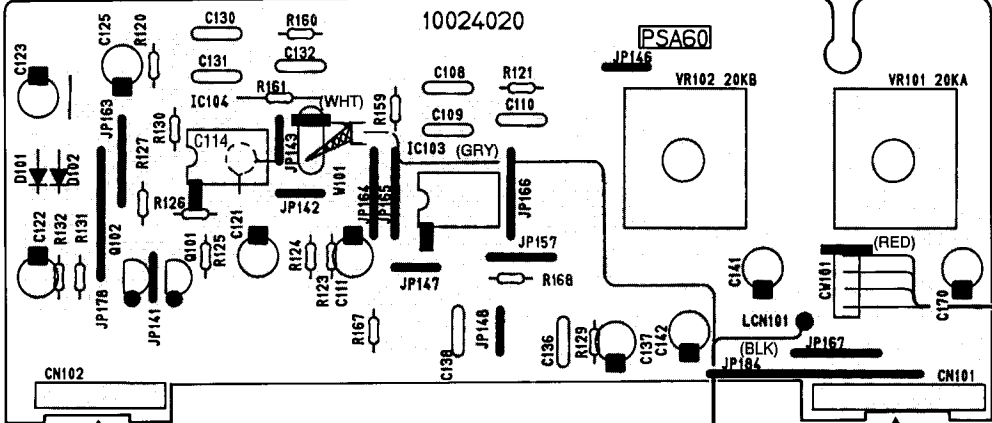 C130
R160
10024020
PSA60
C125
R120
C123
C131
C132
JP146
VR102 20KB
VR101 20KA
C108
R121
R161
(WHT)
R159
IC104
C109
C110
JP163
R130
C114
JP143
IC103
(GRY)
D101
D102
R127
W101
JP164
JP165
JP166
R126
JP142
C122
R132
R131
Q102
Q101
R125
C121
R124
R123
C111
JP157
JP147
R168
C141
CW101
(RED)
C170
JP178
JP141
R167
C138
JP148
C136
R129
C137
C142
LCN101
(BLK)
JP167
JP184
CN102
CN101